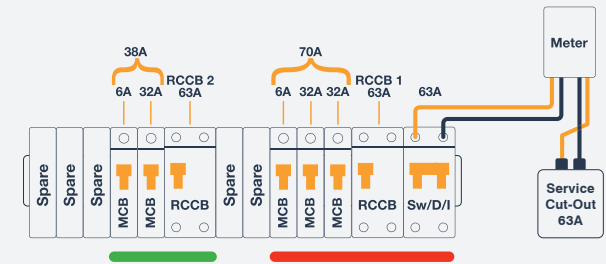 Meter
38A
70A
RCCB 2
RCCB 1
6A
32A
63A
6A
32A
32A
63A
63A
Spare
Spare
Spare
MCB
MCB
RCCB
Spare
Spare
MCB
MCB
MCB
RCCB
Sw/D/I
Service
Cut-Out
63A